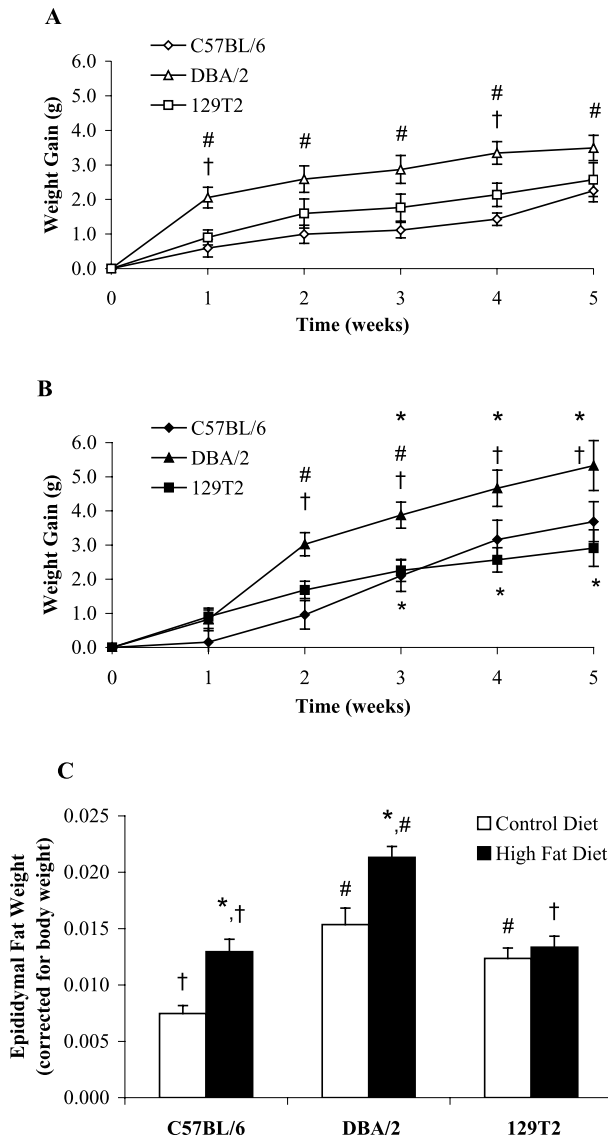 A
C57BL/6
DBA/2
129T2
Weight Gain (g)
6.0
5.0
4.0
3.0
2.0
1.0
0.0
# # # # #
† †
0 1 2 3 4 5
Time (weeks)
B
C57BL/6
DBA/2
129T2
Weight Gain (g)
6.0
5.0
4.0
3.0
2.0
1.0
0.0
* * *
# #
† † † †
* * *
0 1 2 3 4 5
Time (weeks)
C
Epididymal Fat Weight
(corrected for body weight)
0.025
0.020
0.015
0.010
0.005
0.000
Control Diet
High Fat Diet
† *,† # *,# # †
C57BL/6 DBA/2 129T2